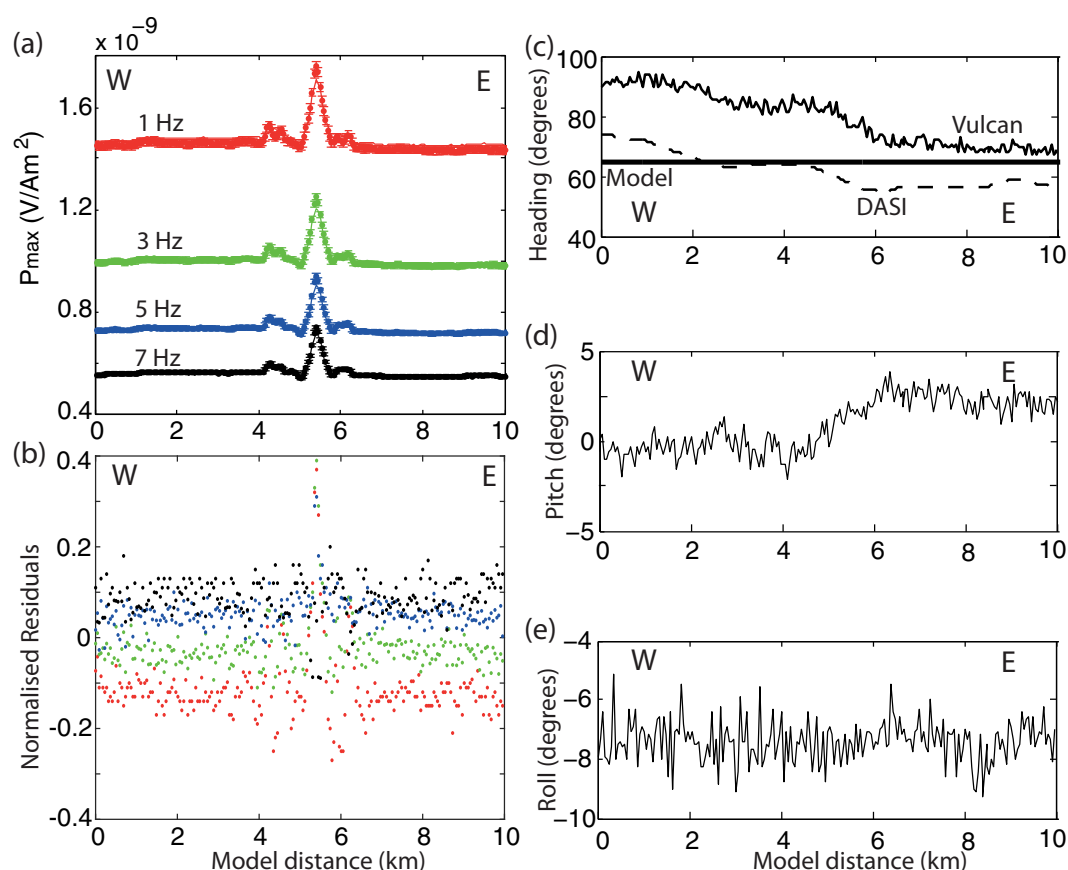 (a)
x 10⁻⁹
W
E
1 Hz
3 Hz
5 Hz
7 Hz
1.6
1.2
0.8
0.4
Pmax (V/Am²)
0 2 4 6 8 10
(b)
W
E
0.4
0.2
0
-0.2
-0.4
Normalised Residuals
0 2 4 6 8 10
Model distance (km)
(c)
100
80
60
40
Heading (degrees)
Vulcan
Model
DASI
W
E
0 2 4 6 8 10
(d)
W
E
5
0
−5
Pitch (degrees)
0 2 4 6 8 10
(e)
W
E
−4
−6
−8
−10
Roll (degrees)
0 2 4 6 8 10
Model distance (km)